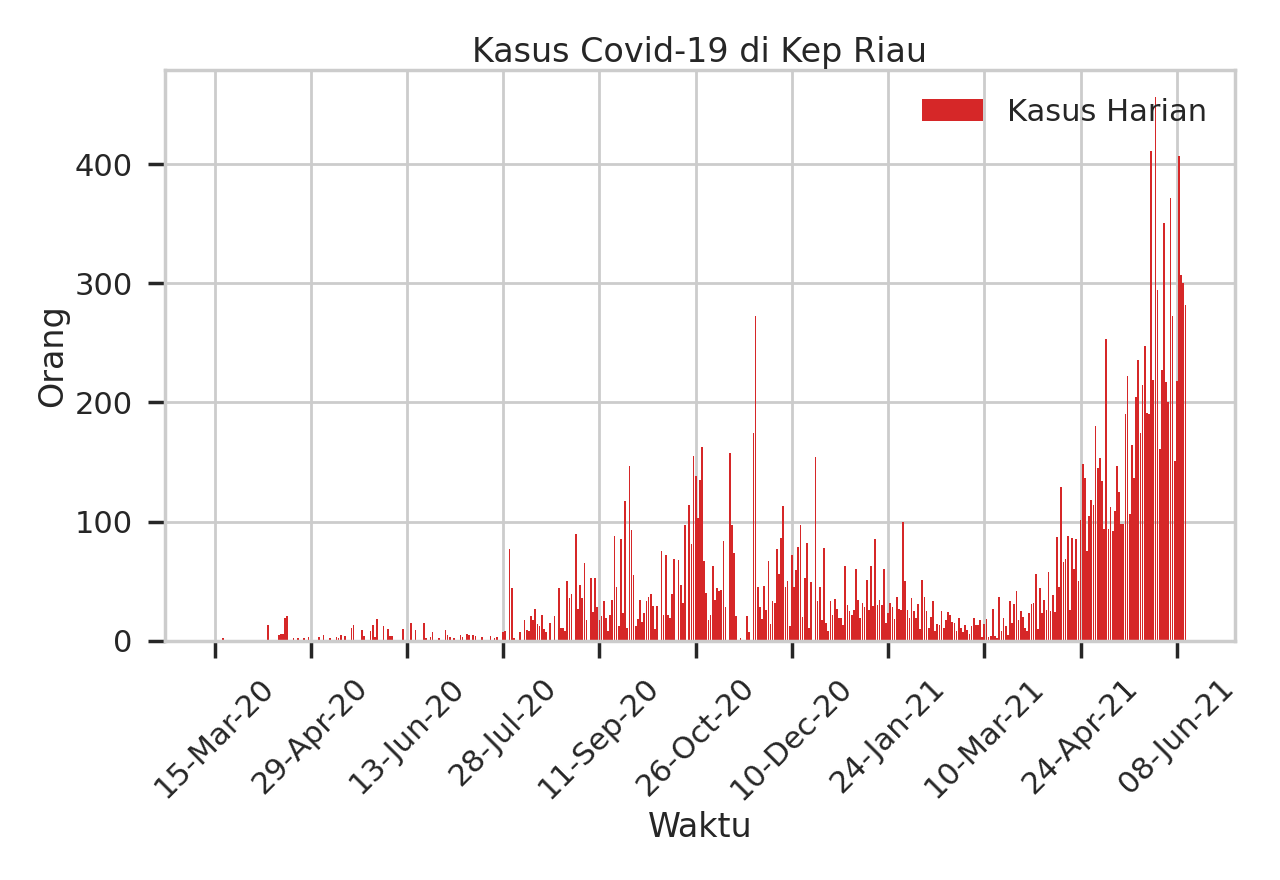 Kasus Covid-19 di Kep Riau
Kasus Harian
Orang
400
300
200
100
0
15-Mar-20
29-Apr-20
13-Jun-20
28-Jul-20
11-Sep-20
26-Oct-20
10-Dec-20
24-Jan-21
10-Mar-21
24-Apr-21
08-Jun-21
Waktu